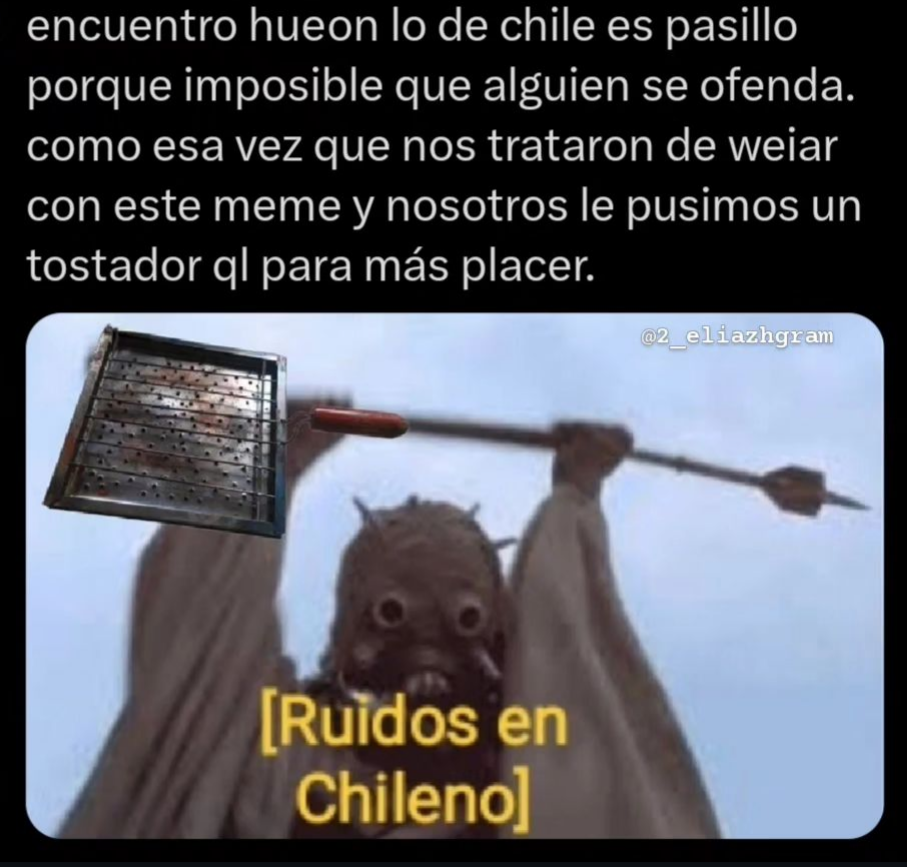 encuentro hueon lo de chile es pasillo
porque imposible que alguien se ofenda.
como esa vez que nos trataron de weiar
con este meme y nosotros le pusimos un
tostador ql para más placer.
@2_eliazhgram
[Ruidos en
Chileno]